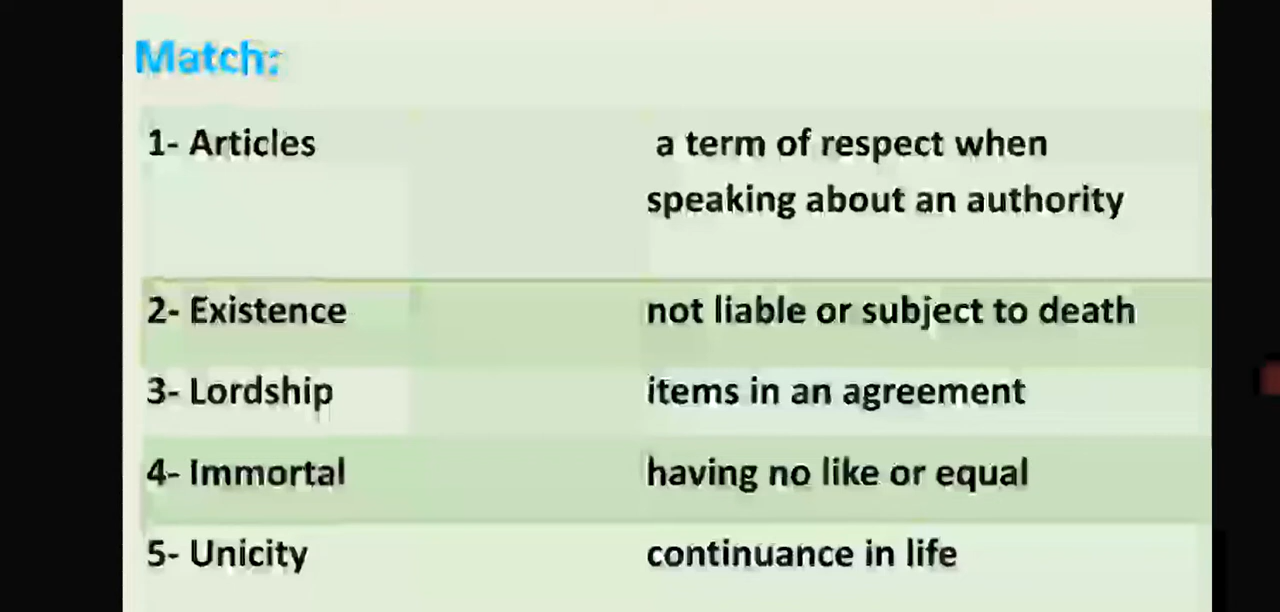 Match:
1- Articles a term of respect when
speaking about an authority
2- Existence not liable or subject to death
3- Lordship items in an agreement
4- Immortal having no like or equal
5- Unicity continuance in life